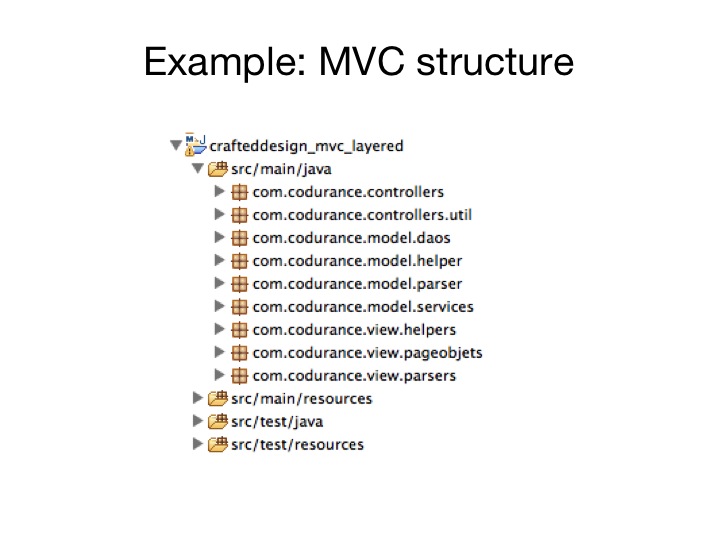 Example: MVC structure
crafteddesign_mvc_layered
src/main/java
com.codurance.controllers
com.codurance.controllers.util
com.codurance.model.daos
com.codurance.model.helper
com.codurance.model.parser
com.codurance.model.services
com.codurance.view.helpers
com.codurance.view.pageobjets
com.codurance.view.parsers
src/main/resources
src/test/java
src/test/resources